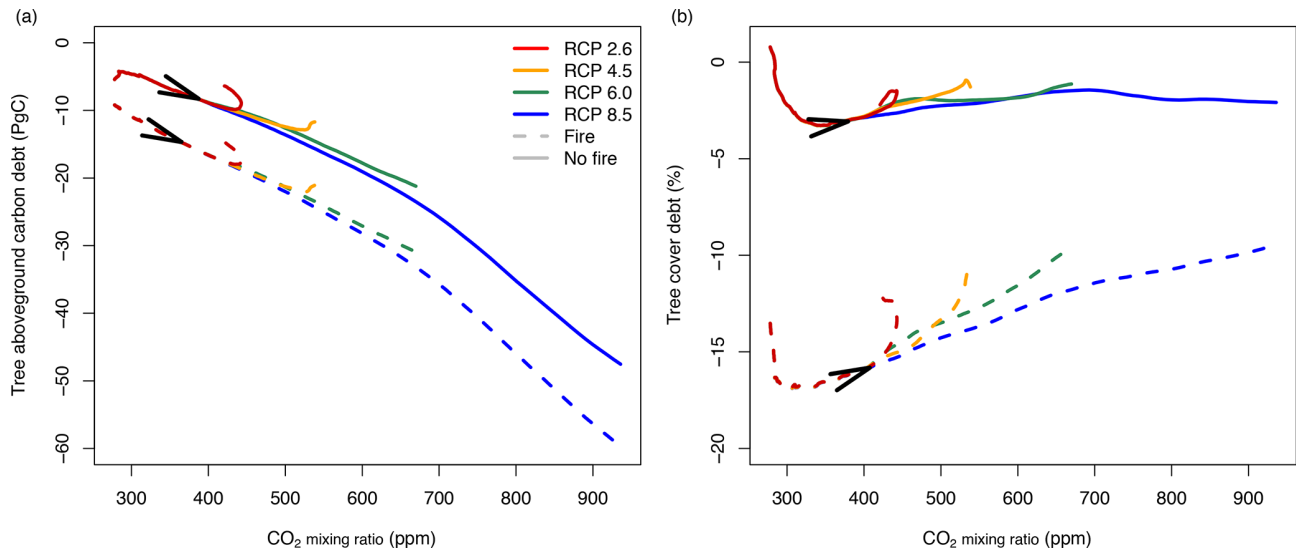 (a)
Tree aboveground carbon debt (PgC)
0
−10
−20
−30
−40
−50
−60
300 400 500 600 700 800 900
CO₂ mixing ratio (ppm)
RCP 2.6
RCP 4.5
RCP 6.0
RCP 8.5
Fire
No fire
(b)
Tree cover debt (%)
0
−5
−10
−15
−20
300 400 500 600 700 800 900
CO₂ mixing ratio (ppm)